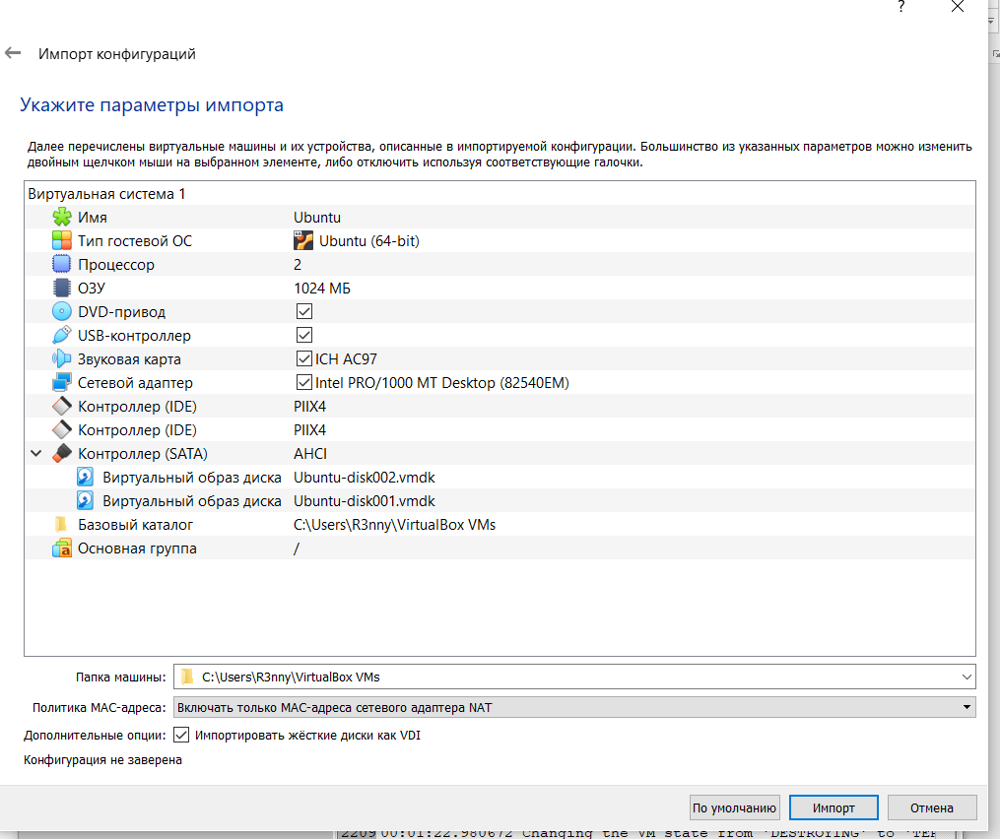 ?
Импорт конфигураций
Укажите параметры импорта
Далее перечислены виртуальные машины и их устройства, описанные в импортируемой конфигурации. Большинство из указанных параметров можно изменить
двойным щелчком мыши на выбранном элементе, либо отключить используя соответствующие галочки.
Виртуальная система 1
Имя Ubuntu
Тип гостевой ОС Ubuntu (64-bit)
Процессор 2
ОЗУ 1024 МБ
DVD-привод
USB-контроллер
Звуковая карта ICH AC97
Сетевой адаптер Intel PRO/1000 MT Desktop (82540EM)
Контроллер (IDE) PIIX4
Контроллер (IDE) PIIX4
Контроллер (SATA) AHCI
Виртуальный образ диска Ubuntu-disk002.vmdk
Виртуальный образ диска Ubuntu-disk001.vmdk
Базовый каталог C:\Users\R3nny\VirtualBox VMs
Основная группа /
Папка машины: C:\Users\R3nny\VirtualBox VMs
Политика MAC-адреса: Включать только MAC-адреса сетевого адаптера NAT
Дополнительные опции: Импортировать жёсткие диски как VDI
Конфигурация не заверена
По умолчанию Импорт Отмена
2209 00:01:22.980672 Changing the VM state from 'DESTROYING' to